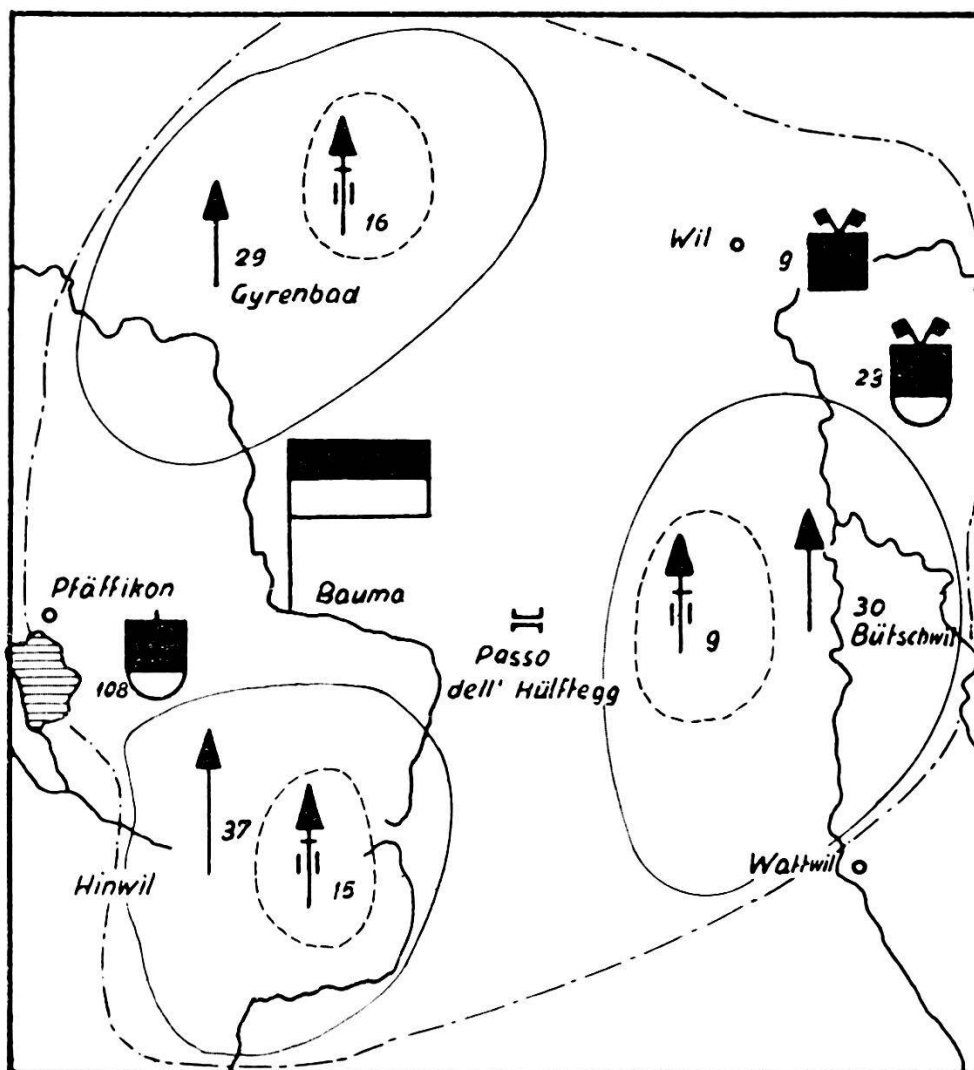 16
29
Gyrenbad
Wil
9
23
Pfäffikon
Bauma
108
Passo
dell' Hülftegg
9
30
Bütschwil
37
15
Hinwil
Wattwil